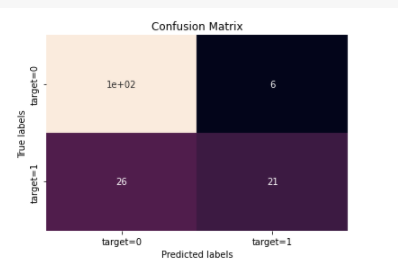 Confusion Matrix
target=0
1e+02
6
True labels
target=1
26
21
target=0
target=1
Predicted labels